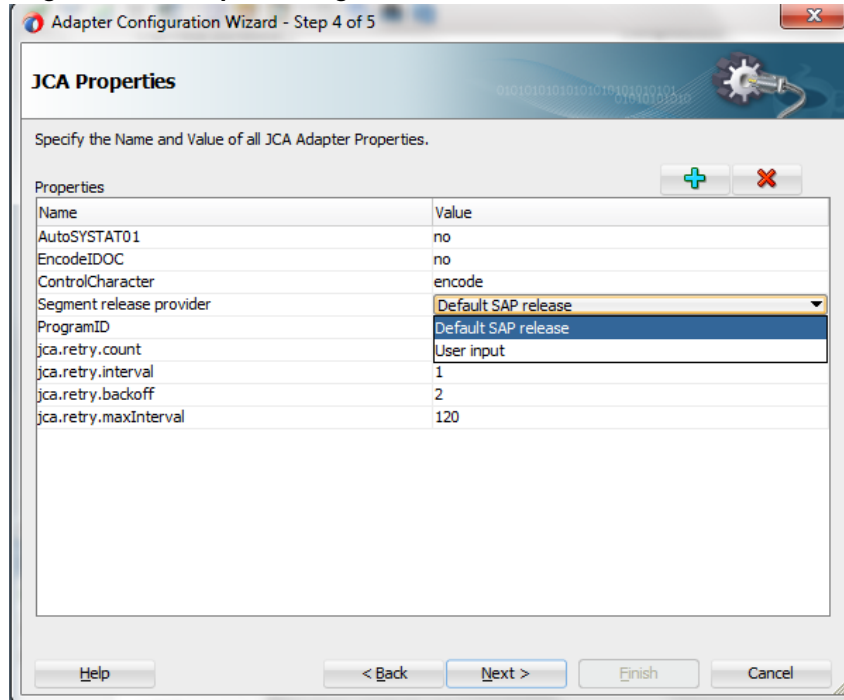 Adapter Configuration Wizard - Step 4 of 5
JCA Properties
Specify the Name and Value of all JCA Adapter Properties.
Properties
Name Value
AutoSYSTAT01 no
EncodeIDOC no
ControlCharacter encode
Segment release provider Default SAP release
ProgramID Default SAP release
jca.retry.count User input
jca.retry.interval 1
jca.retry.backoff 2
jca.retry.maxInterval 120
Help < Back Next > Finish Cancel